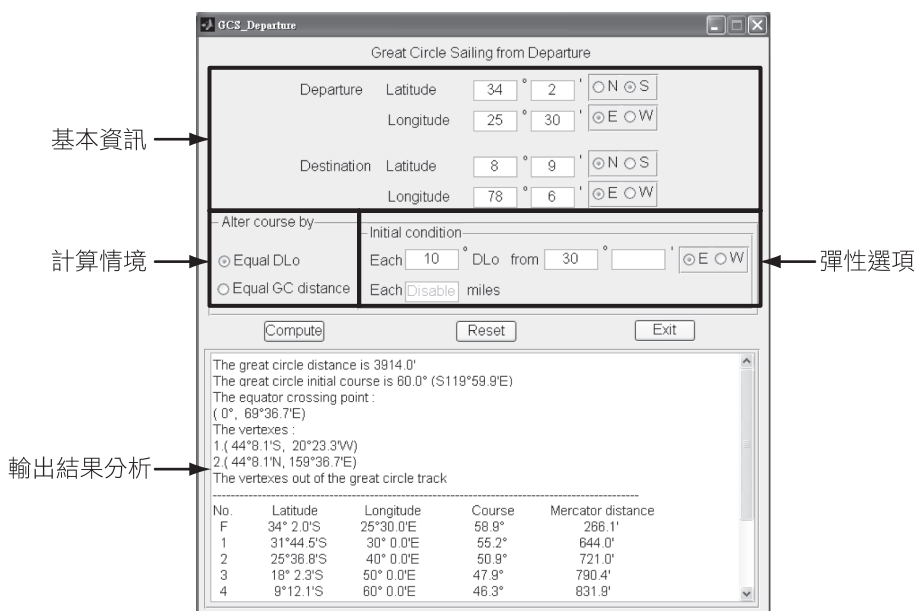 GCS_Departure
Great Circle Sailing from Departure
Departure Latitude 34 ° 2 ' N S
Longitude 25 ° 30 ' E W
基本資訊
Destination Latitude 8 ° 9 ' N S
Longitude 78 ° 6 ' E W
Alter course by
Initial condition
計算情境
Equal DLo
Each 10 ° DLo from 30 ° ' E W
彈性選項
Equal GC distance
Each Disable miles
Compute Reset Exit
The great circle distance is 3914.0'
The great circle initial course is 60.0° (S119°59.9'E)
The equator crossing point :
( 0°, 69°36.7'E)
The vertexes :
1.( 44°8.1'S, 20°23.3'W)
2.( 44°8.1'N, 159°36.7'E)
輸出結果分析
The vertexes out of the great circle track
No. Latitude Longitude Course Mercator distance
F 34° 2.0'S 25°30.0'E 58.9° 266.1'
1 31°44.5'S 30° 0.0'E 55.2° 644.0'
2 25°36.8'S 40° 0.0'E 50.9° 721.0'
3 18° 2.3'S 50° 0.0'E 47.9° 790.4'
4 9°12.1'S 60° 0.0'E 46.3° 831.9'